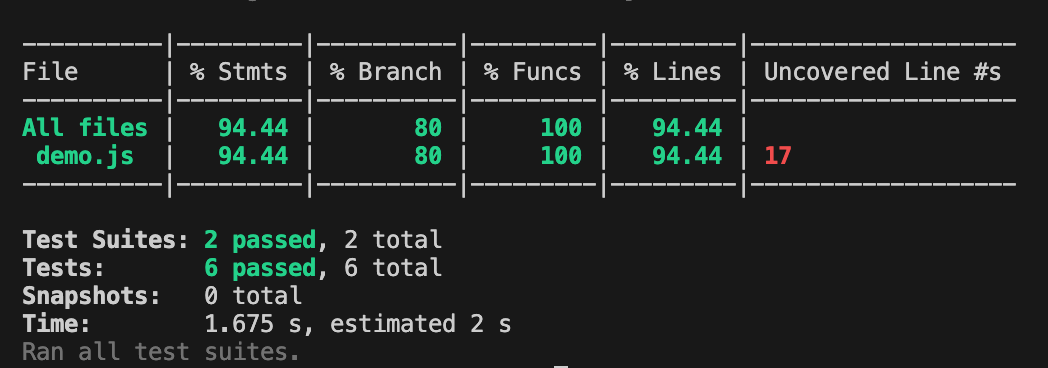 ----------|---------|----------|---------|---------|-------------------
File      | % Stmts | % Branch | % Funcs | % Lines | Uncovered Line #s
----------|---------|----------|---------|---------|-------------------
All files |   94.44 |       80 |     100 |   94.44 |
 demo.js  |   94.44 |       80 |     100 |   94.44 | 17
----------|---------|----------|---------|---------|-------------------
Test Suites: 2 passed, 2 total
Tests:       6 passed, 6 total
Snapshots:   0 total
Time:        1.675 s, estimated 2 s
Ran all test suites.